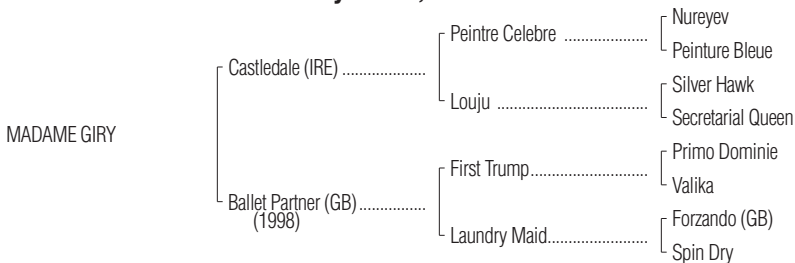 Nureyev
Peintre Celebre ..................
Peinture Bleue
Castledale (IRE) ....................
Silver Hawk
Louju ................................
Secretarial Queen
MADAME GIRY
Primo Dominie
First Trump.........................
Valika
Ballet Partner (GB)................
(1998)
Forzando (GB)
Laundry Maid.....................
Spin Dry